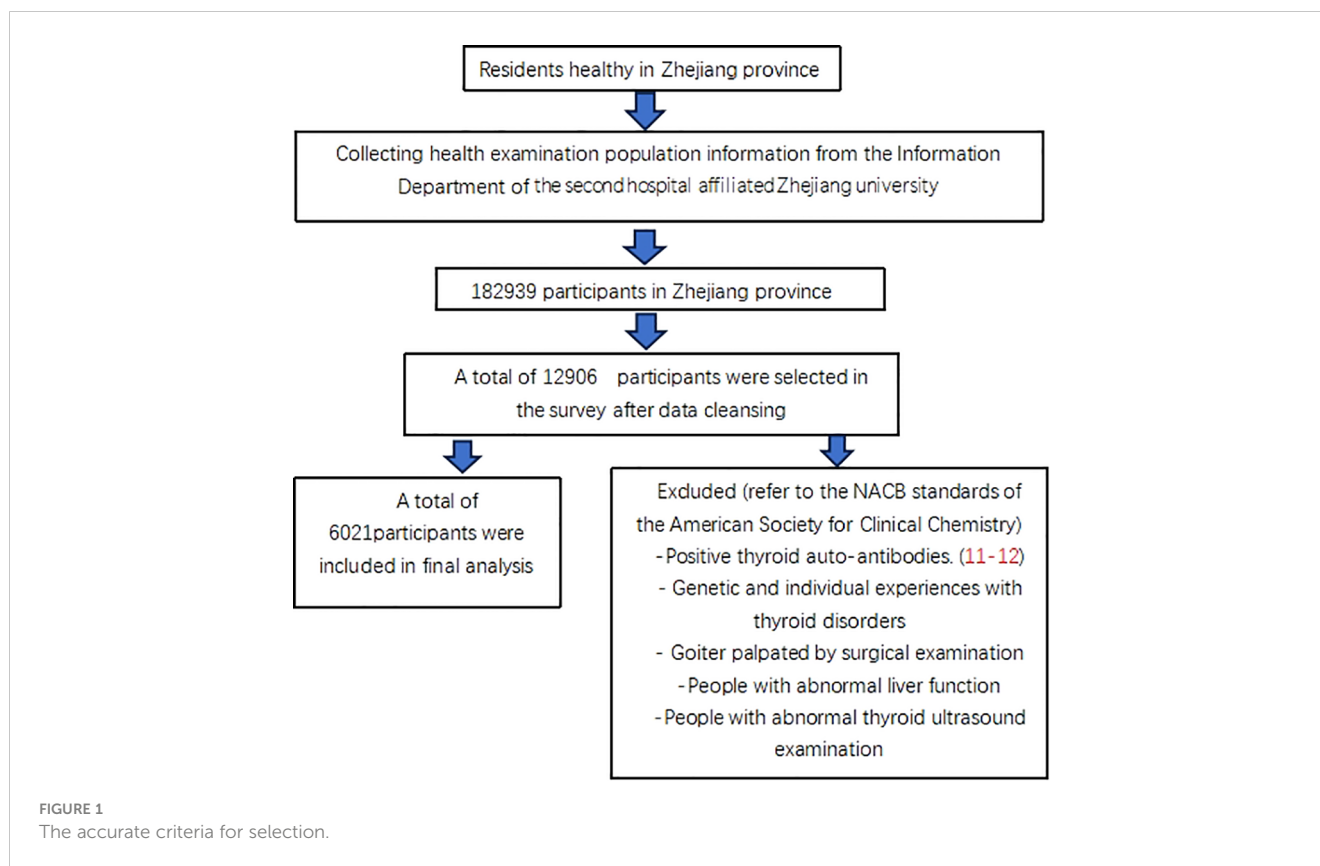 Residents healthy in Zhejiang province
Collecting health examination population information from the Information
Department of the second hospital affiliated Zhejiang university
182939 participants in Zhejiang province
A total of 12906 participants were selected in
the survey after data cleansing
A total of
6021participants were
included in final analysis
Exduded (refer to the NACB standards of
the American Society for Clinical Chemistry)
-Positive thyroid auto-antibodies. (11-12)
- Genetic and individual experiences with
thyroid disorders
- Goiter palpated by surgical examination
-People with abnormal liver function
-People with abnormal thyroid ultrasound
examination
FIGURE 1
The accurate criteria for selection.